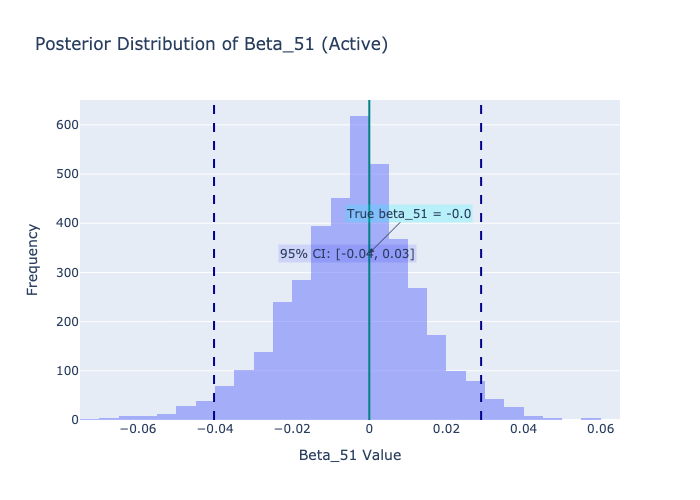 Posterior Distribution of Beta_51 (Active)
600
500
400
300
200
100
0
Frequency
True beta_51 = -0.0
95% CI: [-0.04, 0.03]
−0.06
−0.04
−0.02
0
0.02
0.04
0.06
Beta_51 Value